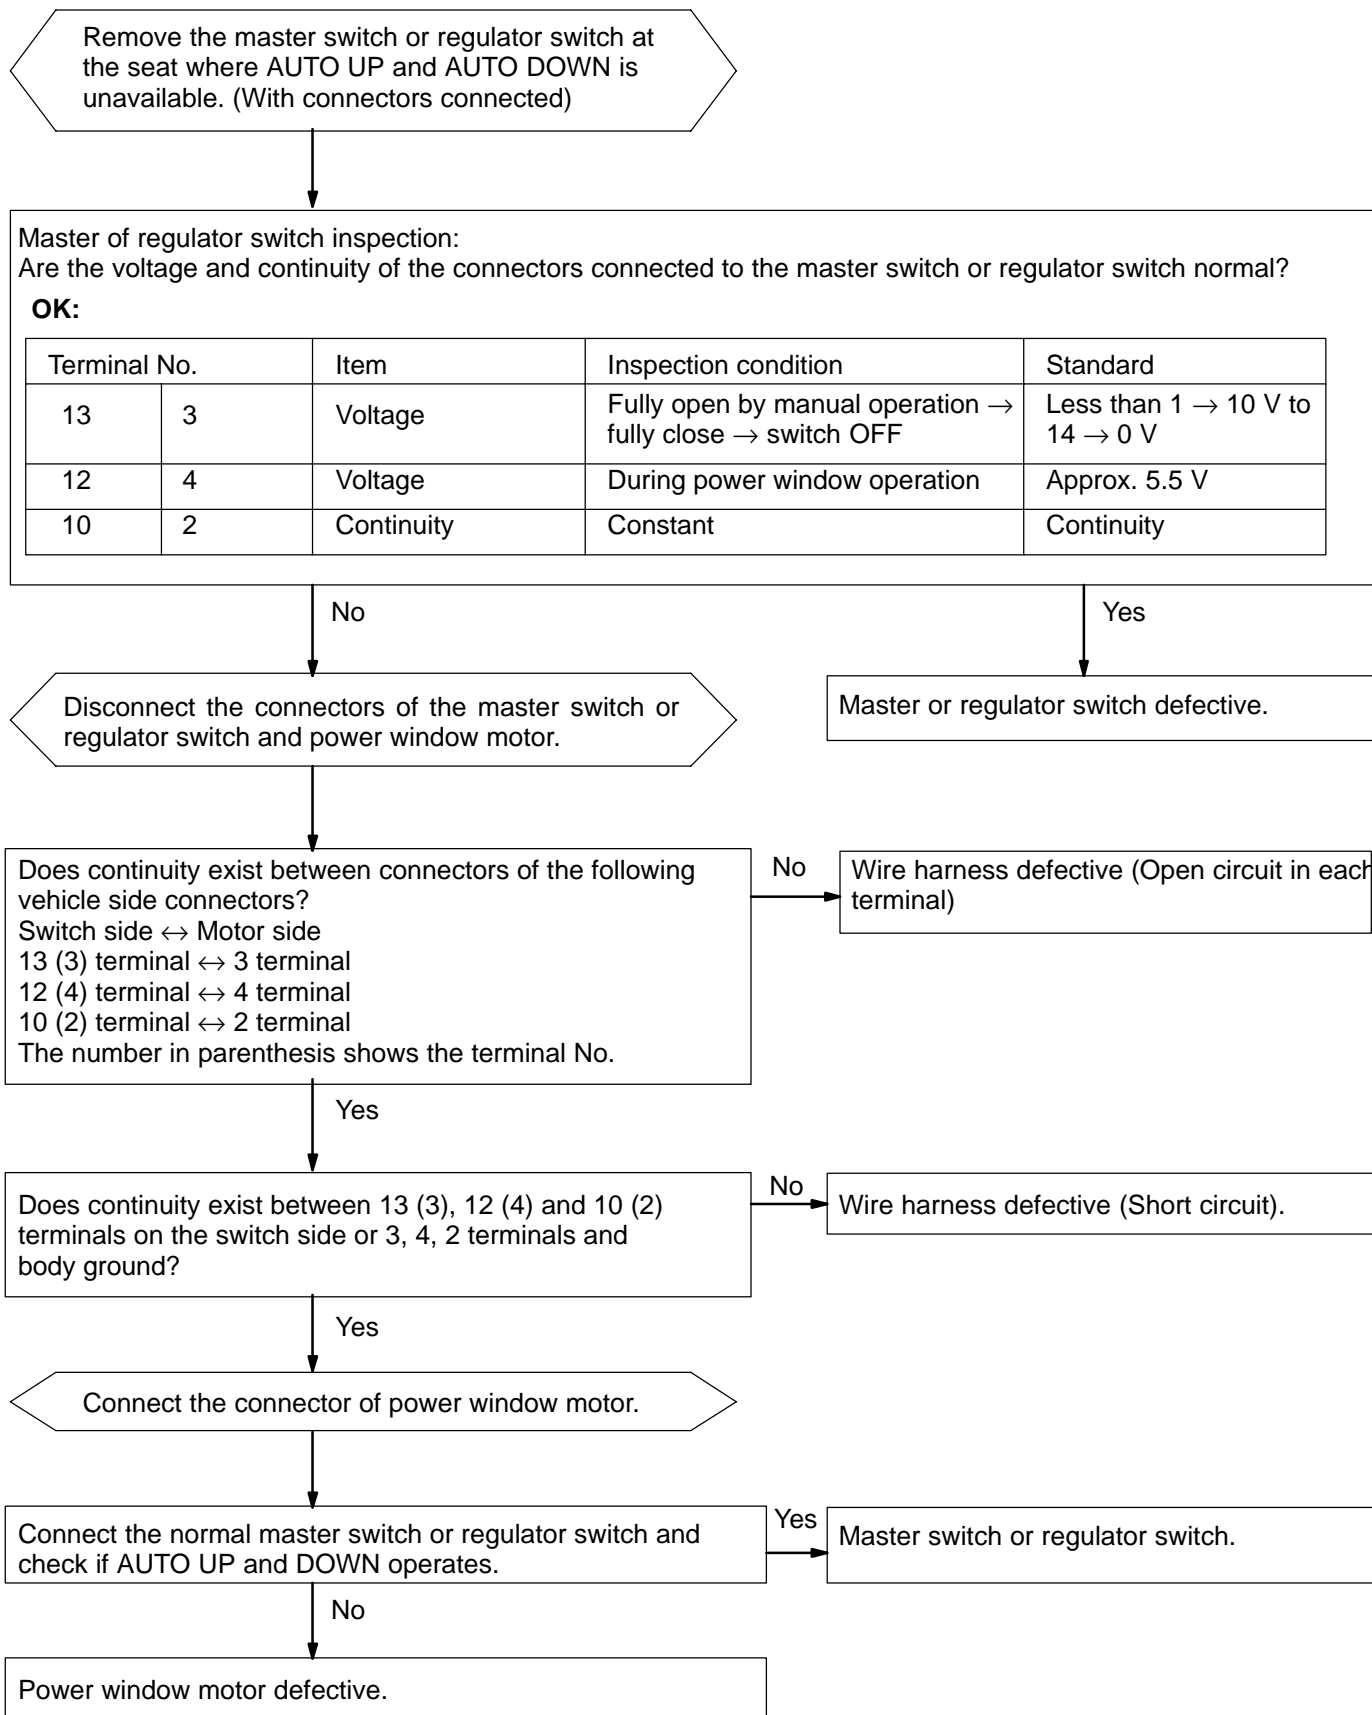 Remove the master switch or regulator switch at
the seat where AUTO UP and AUTO DOWN is
unavailable. (With connectors connected)
Master of regulator switch inspection:
Are the voltage and continuity of the connectors connected to the master switch or regulator switch normal?
OK:
Terminal No. Item Inspection condition Standard
13 3 Voltage Fully open by manual operation → Less than 1 → 10 V to
fully close → switch OFF 14 → 0 V
12 4 Voltage During power window operation Approx. 5.5 V
10 2 Continuity Constant Continuity
No
Yes
Disconnect the connectors of the master switch or
regulator switch and power window motor.
Master or regulator switch defective.
Does continuity exist between connectors of the following
vehicle side connectors?
Switch side ↔ Motor side
13 (3) terminal ↔ 3 terminal
12 (4) terminal ↔ 4 terminal
10 (2) terminal ↔ 2 terminal
The number in parenthesis shows the terminal No.
No
Wire harness defective (Open circuit in each
terminal)
Yes
Does continuity exist between 13 (3), 12 (4) and 10 (2)
terminals on the switch side or 3, 4, 2 terminals and
body ground?
No
Wire harness defective (Short circuit).
Yes
Connect the connector of power window motor.
Connect the normal master switch or regulator switch and
check if AUTO UP and DOWN operates.
Yes
Master switch or regulator switch.
No
Power window motor defective.